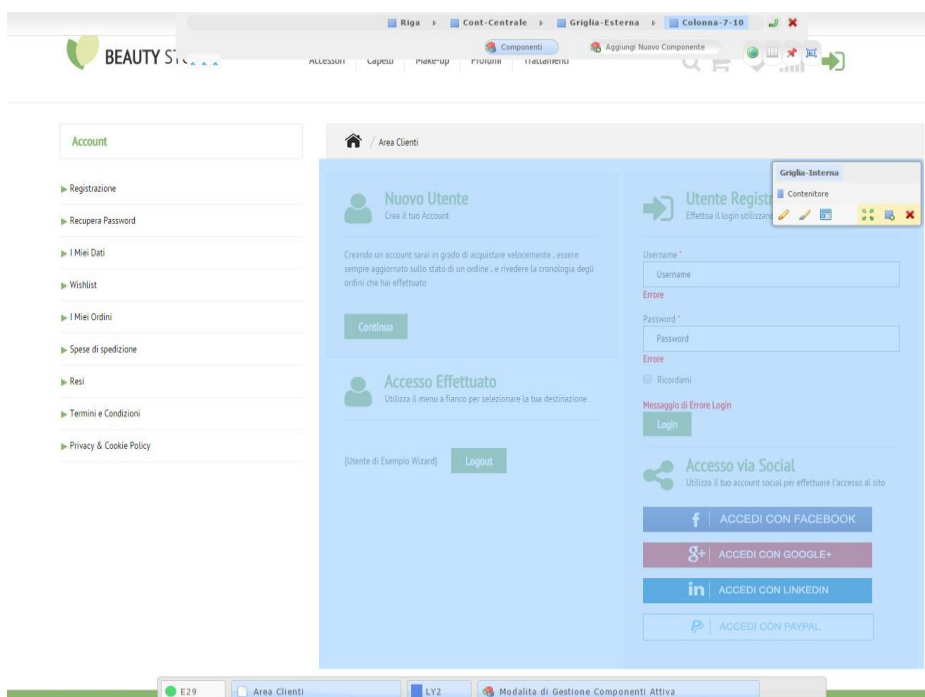 Riga Cont-Centrale Griglia-Esterna Colonna-7-10
Componenti Aggiungi Nuovo Componente
BEAUTY
Accessori Capelli Make-up Profumi Trattamenti
Account
Area Clienti
Registrazione
Recupera Password
I Miei Dati
Wishlist
I Miei Ordini
Spese di spedizione
Resi
Termini e Condizioni
Privacy & Cookie Policy
Nuovo Utente
Crea il tuo Account
Creando un account sarai in grado di acquistare velocemente , essere
sempre aggiornato sullo stato di un ordine , e rivedere la cronologia degli
ordini che hai effettuato
Continua
Accesso Effettuato
Utilizza il menu a fianco per selezionare la tua destinazione
{Utente di Esempio Wizard} Logout
Utente Regist
Effettua il login utilizzan
Griglia-Interna
Contenitore
Username *
Username
Errore
Password *
Password
Errore
Ricordami
Messaggio di Errore Login
Login
Accesso via Social
Utilizza il tuo account social per effettuare l'accesso al sito
f ACCEDI CON FACEBOOK
g+ ACCEDI CON GOOGLE+
in ACCEDI CON LINKEDIN
P ACCEDI CON PAYPAL
E29 Area Clienti LY2 Modalita di Gestione Componenti Attiva